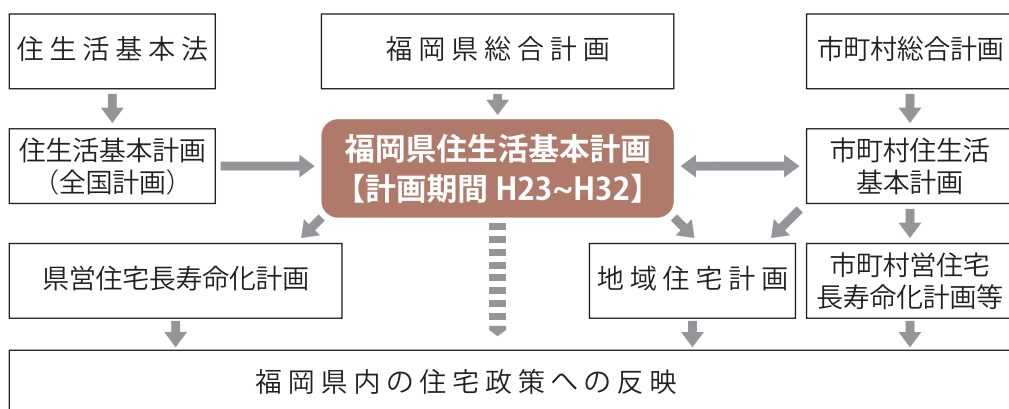 住生活基本法
福岡県総合計画
市町村総合計画
住生活基本計画
(全国計画)
福岡県住生活基本計画
【計画期間 H23~H32】
市町村住生活
基本計画
県営住宅長寿命化計画
地域住宅計画
市町村営住宅
長寿命化計画等
福岡県内の住宅政策への反映